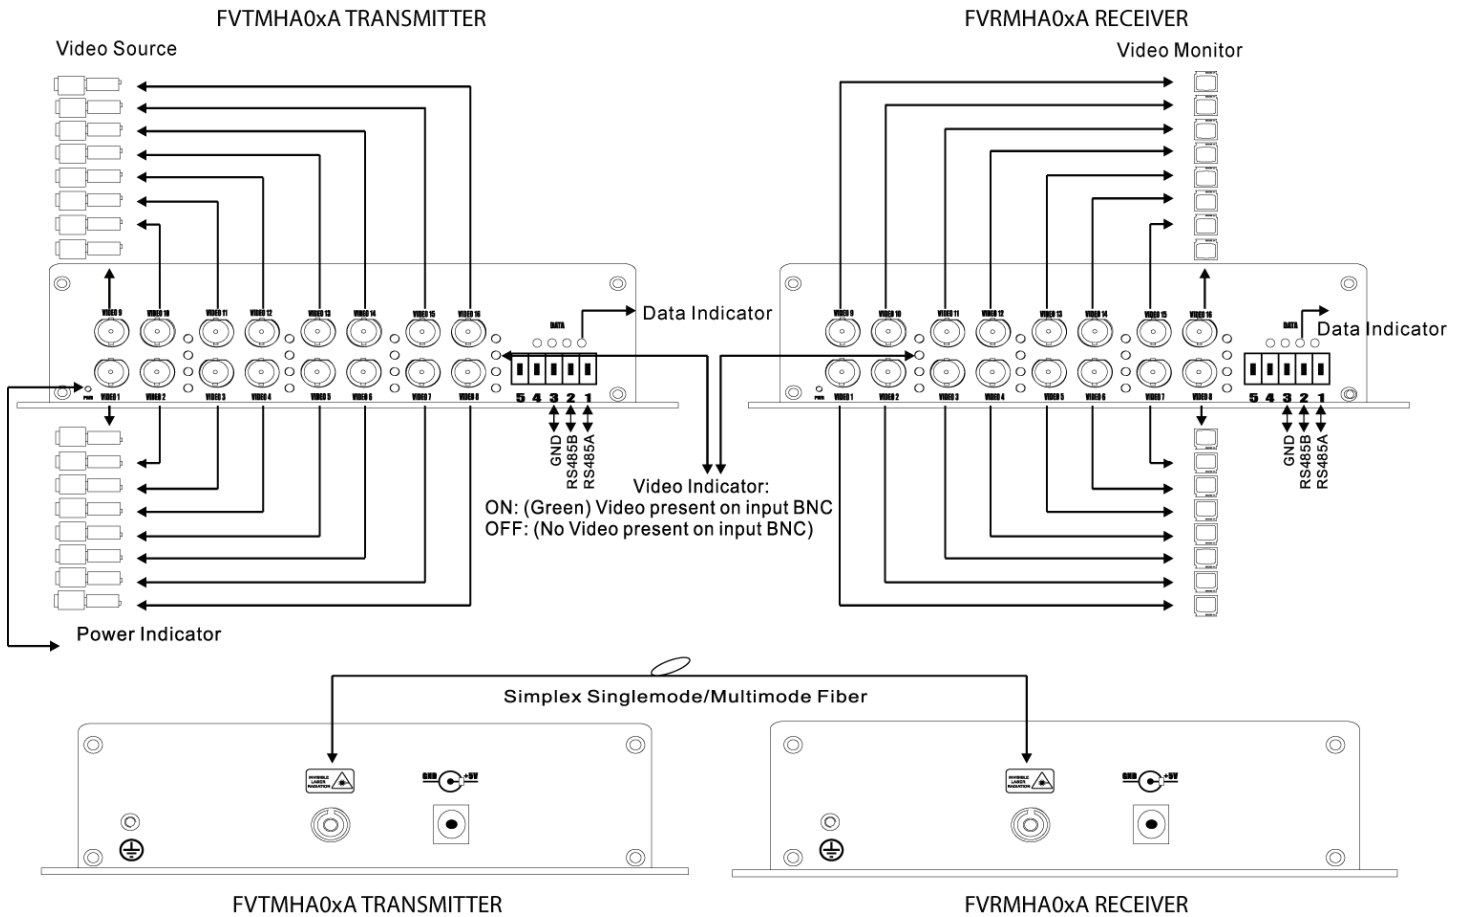 FVTMHA0xA TRANSMITTER
FVRMHA0xA RECEIVER
Video Source
Video Monitor
VIDEO 9 VIDEO 10 VIDEO 11 VIDEO 12 VIDEO 13 VIDEO 14 VIDEO 15 VIDEO 16
DATA
Data Indicator
PWR
VIDEO 1 VIDEO 2 VIDEO 3 VIDEO 4 VIDEO 5 VIDEO 6 VIDEO 7 VIDEO 8
5 4 3 2 1
GND
RS485B
RS485A
VIDEO 9 VIDEO 10 VIDEO 11 VIDEO 12 VIDEO 13 VIDEO 14 VIDEO 15 VIDEO 16
DATA
Data Indicator
PWR
VIDEO 1 VIDEO 2 VIDEO 3 VIDEO 4 VIDEO 5 VIDEO 6 VIDEO 7 VIDEO 8
5 4 3 2 1
GND
RS485B
RS485A
Video Indicator:
ON: (Green) Video present on input BNC
OFF: (No Video present on input BNC)
Power Indicator
Simplex Singlemode/Multimode Fiber
INVISIBLE
LASER
RADIATION
GND +5V
INVISIBLE
LASER
RADIATION
GND +5V
FVTMHA0xA TRANSMITTER
FVRMHA0xA RECEIVER